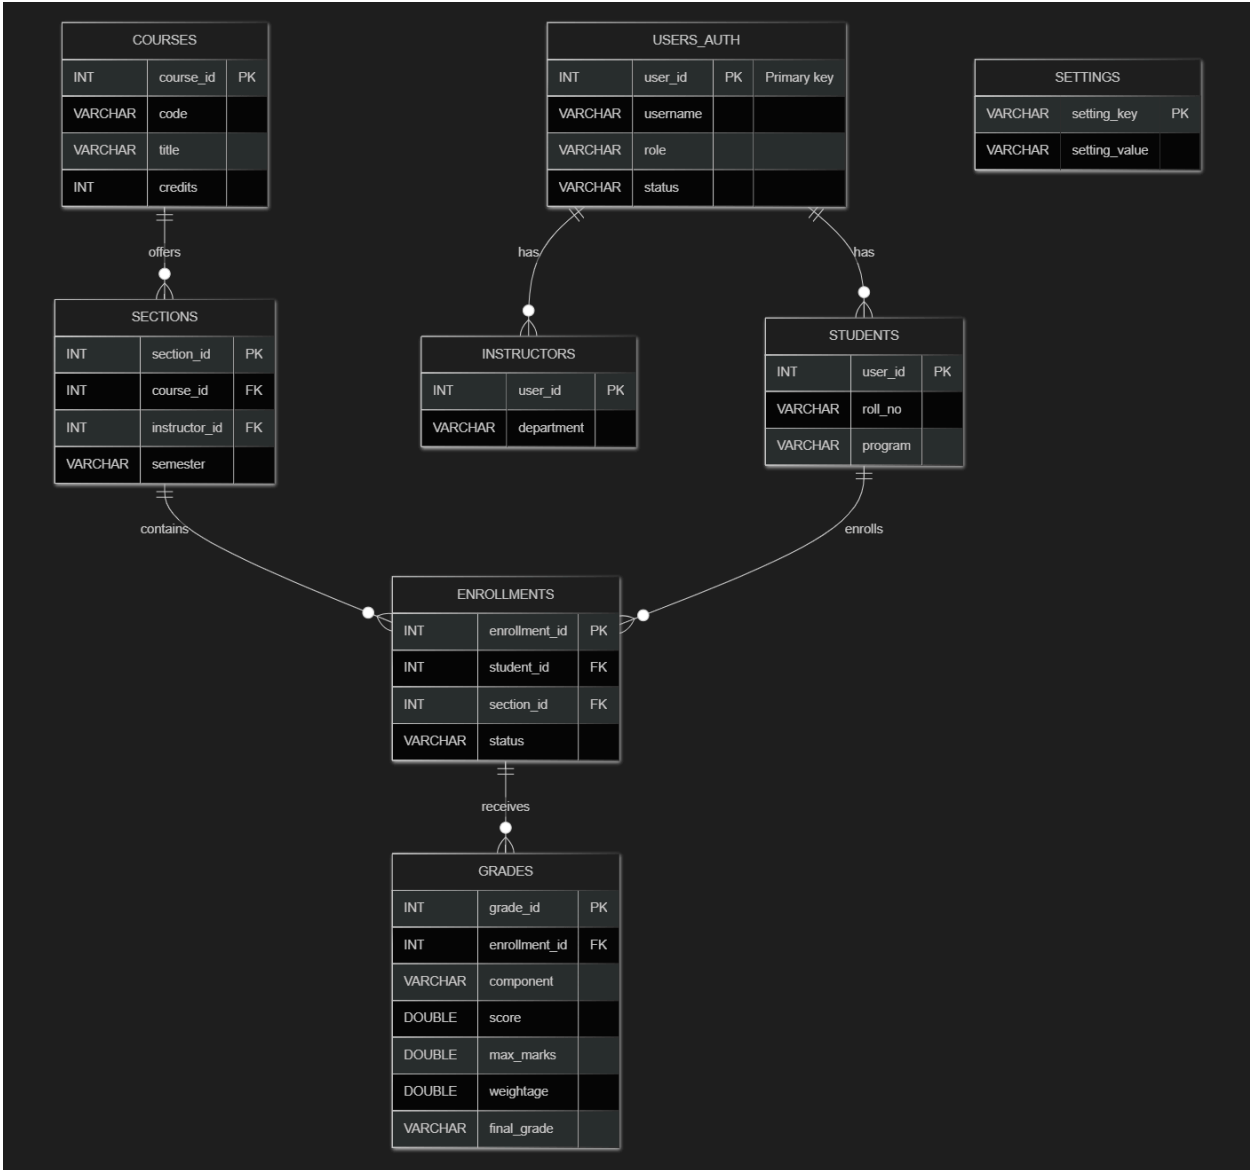 COURSES
INT course_id PK
VARCHAR code
VARCHAR title
INT credits
USERS_AUTH
INT user_id PK Primary key
VARCHAR username
VARCHAR role
VARCHAR status
SETTINGS
VARCHAR setting_key PK
VARCHAR setting_value
offers
has
has
SECTIONS
INT section_id PK
INT course_id FK
INT instructor_id FK
VARCHAR semester
INSTRUCTORS
INT user_id PK
VARCHAR department
STUDENTS
INT user_id PK
VARCHAR roll_no
VARCHAR program
contains
enrolls
ENROLLMENTS
INT enrollment_id PK
INT student_id FK
INT section_id FK
VARCHAR status
receives
GRADES
INT grade_id PK
INT enrollment_id FK
VARCHAR component
DOUBLE score
DOUBLE max_marks
DOUBLE weightage
VARCHAR final_grade